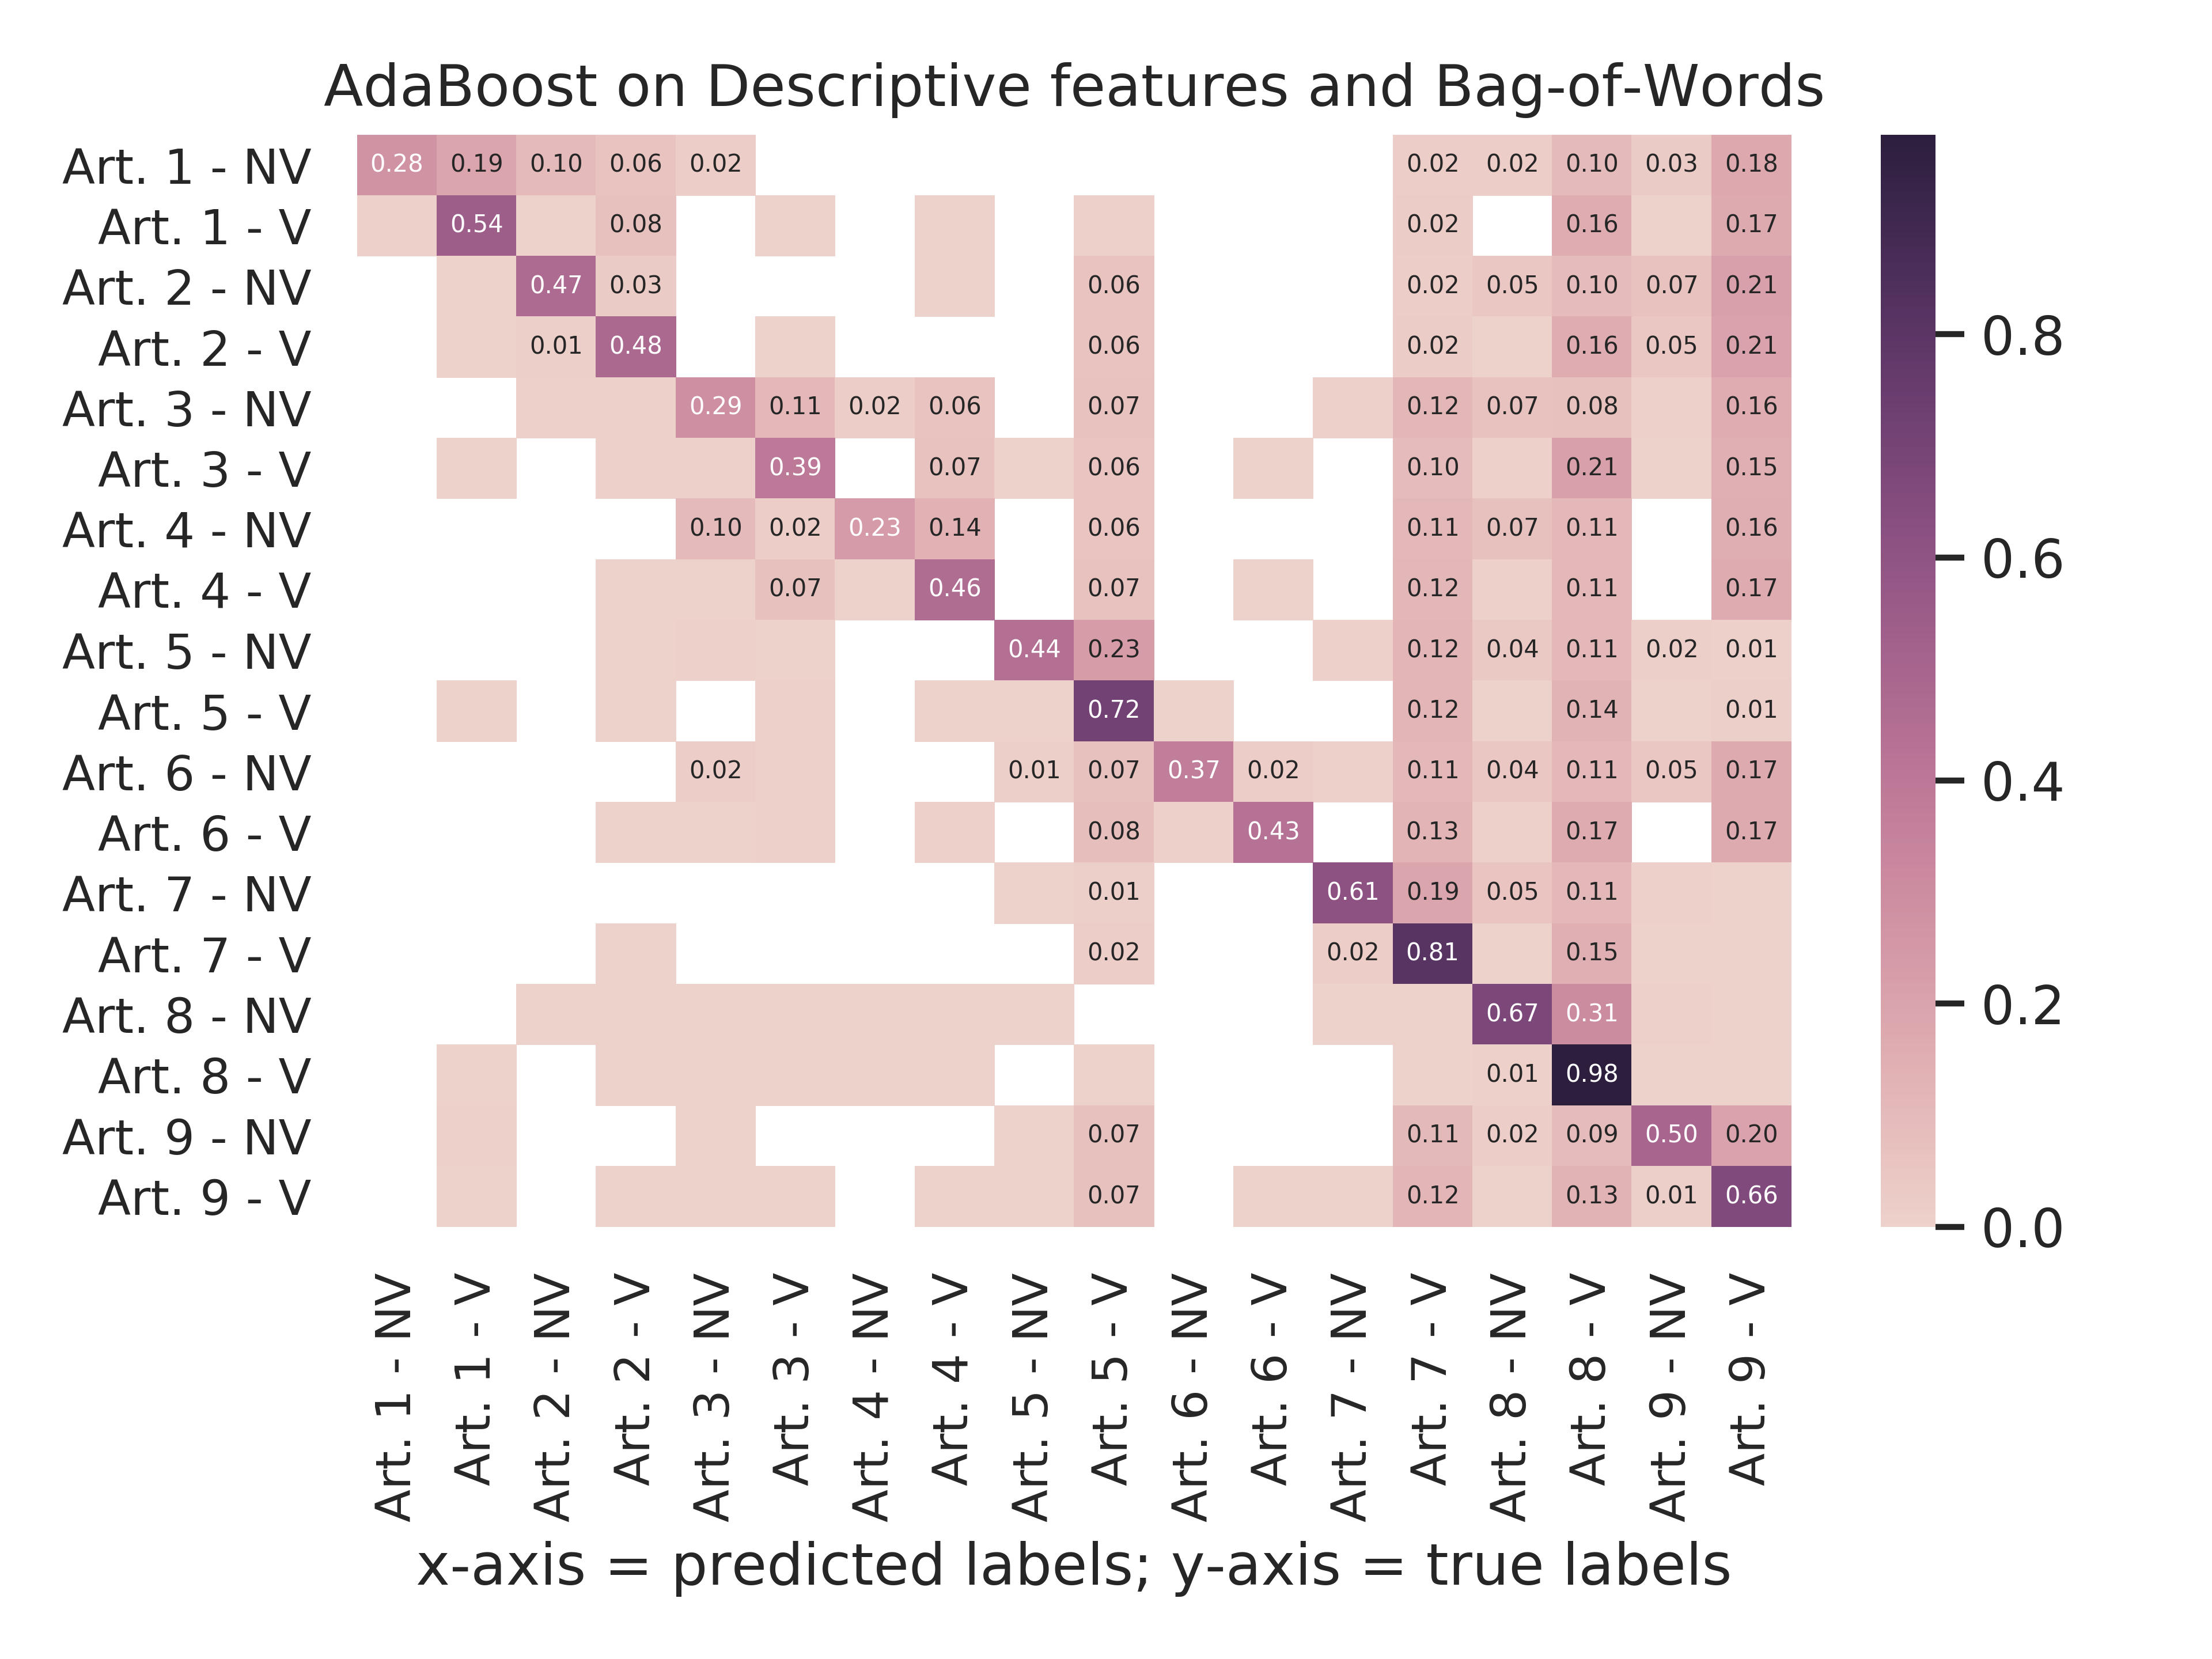 AdaBoost on Descriptive features and Bag-of-Words
Art. 1 - NV 0.28 0.19 0.10 0.06 0.02 0.02 0.02 0.10 0.03 0.18
Art. 1 - V 0.54 0.08 0.02 0.16 0.17
Art. 2 - NV 0.47 0.03 0.06 0.02 0.05 0.10 0.07 0.21
Art. 2 - V 0.01 0.48 0.06 0.02 0.16 0.05 0.21
Art. 3 - NV 0.29 0.11 0.02 0.06 0.07 0.12 0.07 0.08 0.16
Art. 3 - V 0.39 0.07 0.06 0.10 0.21 0.15
Art. 4 - NV 0.10 0.02 0.23 0.14 0.06 0.11 0.07 0.11 0.16
Art. 4 - V 0.07 0.46 0.07 0.12 0.11 0.17
Art. 5 - NV 0.44 0.23 0.12 0.04 0.11 0.02 0.01
Art. 5 - V 0.72 0.12 0.14 0.01
Art. 6 - NV 0.02 0.01 0.07 0.37 0.02 0.11 0.04 0.11 0.05 0.17
Art. 6 - V 0.08 0.43 0.13 0.17 0.17
Art. 7 - NV 0.01 0.61 0.19 0.05 0.11
Art. 7 - V 0.02 0.02 0.81 0.15
Art. 8 - NV 0.67 0.31
Art. 8 - V 0.01 0.98
Art. 9 - NV 0.07 0.11 0.02 0.09 0.50 0.20
Art. 9 - V 0.07 0.12 0.13 0.01 0.66
0.8
0.6
0.4
0.2
0.0
Art. 1 - NV
Art. 1 - V
Art. 2 - NV
Art. 2 - V
Art. 3 - NV
Art. 3 - V
Art. 4 - NV
Art. 4 - V
Art. 5 - NV
Art. 5 - V
Art. 6 - NV
Art. 6 - V
Art. 7 - NV
Art. 7 - V
Art. 8 - NV
Art. 8 - V
Art. 9 - NV
Art. 9 - V
x-axis = predicted labels; y-axis = true labels